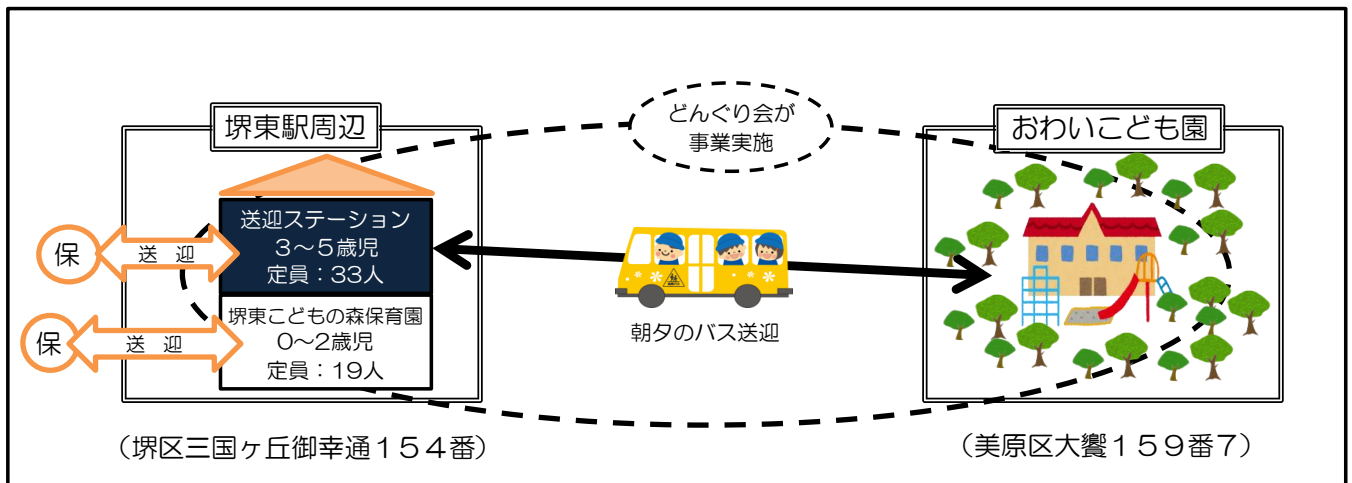 堺東駅周辺
どんぐり会が
事業実施
おわいこども園
送迎ステーション
3～5歳児
定員：33人
保
送 迎
堺東こどもの森保育園
0～2歳児
定員：19人
保
送 迎
朝夕のバス送迎
（堺区三国ヶ丘御幸通１５４番）
（美原区大饗１５９番７）